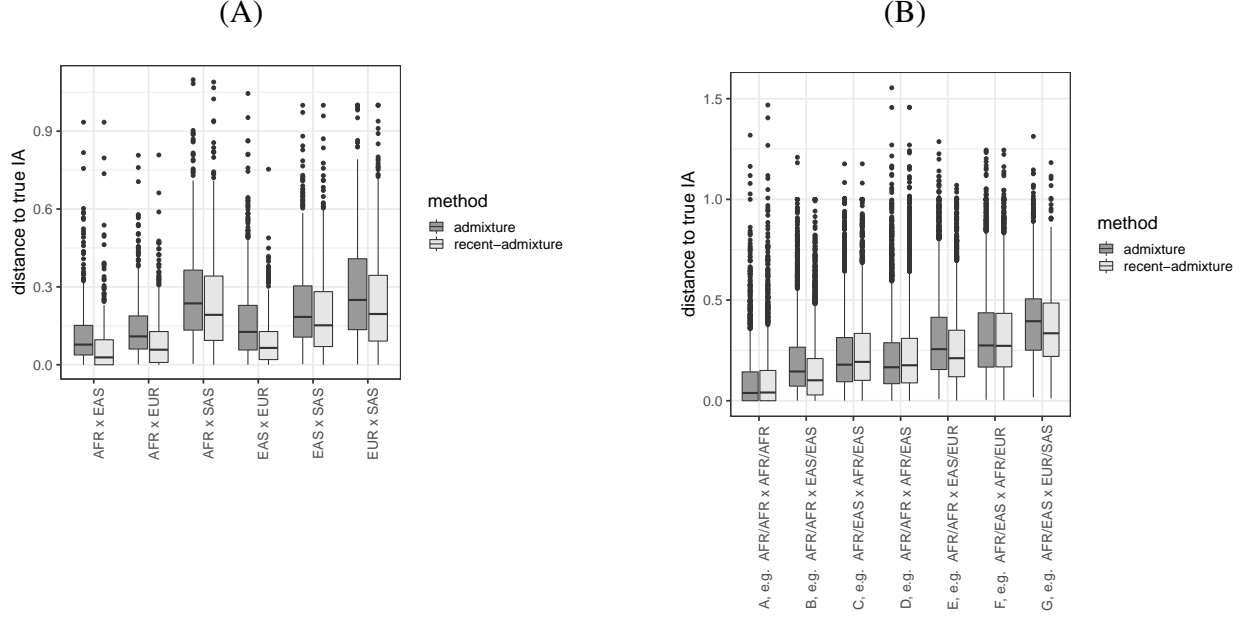 (A)
(B)
distance to true IA
0.9
0.6
0.3
0.0
AFR x EAS
AFR x EUR
AFR x SAS
EAS x EUR
EAS x SAS
EUR x SAS
method
admixture
recent−admixture
distance to true IA
1.5
1.0
0.5
0.0
A, e.g. AFR/AFR x AFR/AFR
B, e.g. AFR/AFR x EAS/EAS
C, e.g. AFR/EAS x AFR/EAS
D, e.g. AFR/AFR x AFR/EAS
E, e.g. AFR/AFR x EAS/EUR
F, e.g. AFR/EAS x AFR/EUR
G, e.g. AFR/EAS x EUR/SAS
method
admixture
recent−admixture